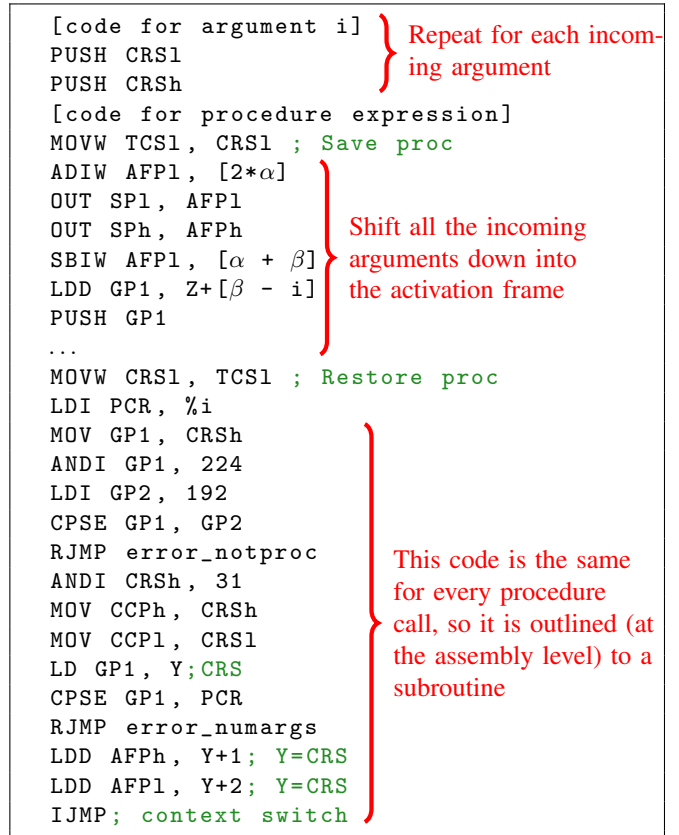 [code for argument i]
PUSH CRSl
PUSH CRSh
Repeat for each incom-
ing argument
[code for procedure expression]
MOVW TCSl, CRSl ; Save proc
ADIW AFPl, [2*α]
OUT SPl, AFPl
OUT SPh, AFPh
SBIW AFPl, [α + β]
LDD GP1, Z+[β - i]
PUSH GP1
...
Shift all the incoming
arguments down into
the activation frame
MOVW CRSl, TCSl ; Restore proc
LDI PCR, %i
MOV GP1, CRSh
ANDI GP1, 224
LDI GP2, 192
CPSE GP1, GP2
RJMP error_notproc
ANDI CRSh, 31
MOV CCPh, CRSh
MOV CCPl, CRSl
LD GP1, Y;CRS
CPSE GP1, PCR
RJMP error_numargs
LDD AFPh, Y+1; Y=CRS
LDD AFPl, Y+2; Y=CRS
IJMP; context switch
This code is the same
for every procedure
call, so it is outlined (at
the assembly level) to a
subroutine